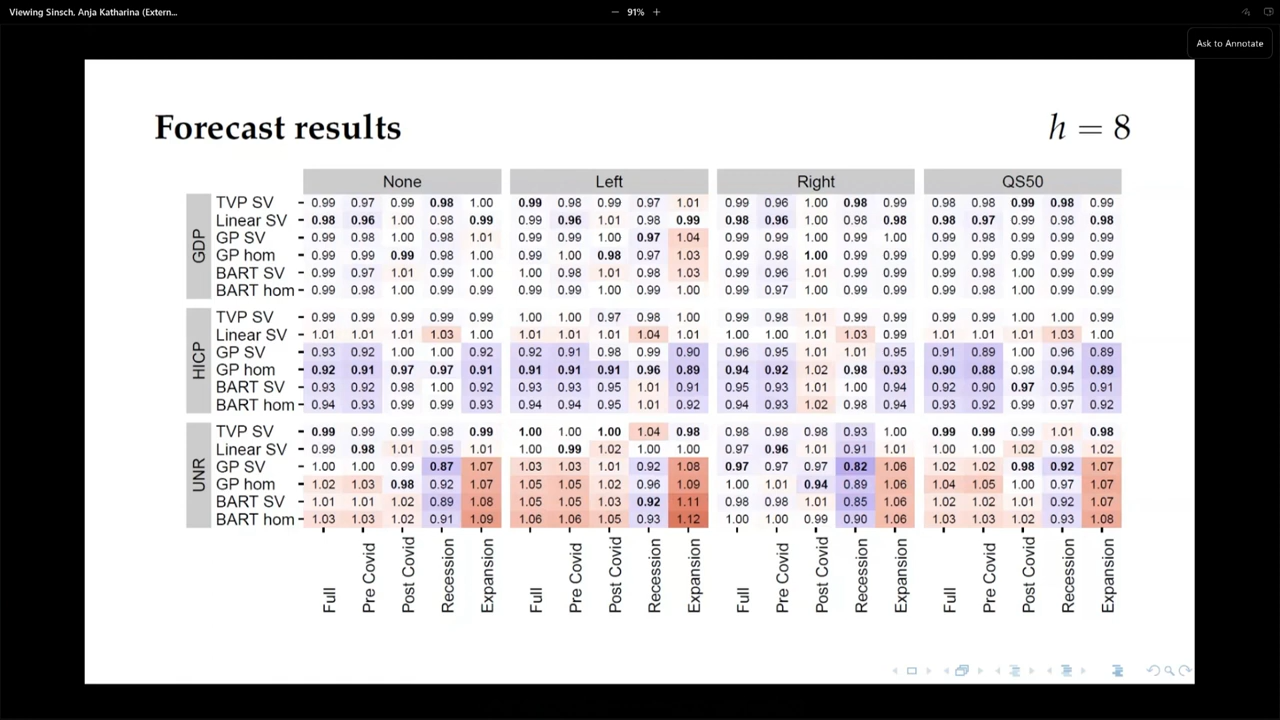 Viewing Sinsch, Anja Katharina (Extern...
91%
Ask to Annotate
Forecast results
h = 8
None Left Right QS50
GDP
TVP SV 0.99 0.97 0.99 0.98 1.00 0.99 0.98 0.99 0.97 1.01 0.99 0.96 1.00 0.98 0.99 0.98 0.98 0.99 0.98 0.99
Linear SV 0.98 0.96 1.00 0.98 0.99 0.99 0.96 1.01 0.98 0.99 0.98 0.96 1.00 0.98 0.98 0.98 0.97 0.99 0.98 0.98
GP SV 0.99 0.98 1.00 0.98 1.01 0.99 0.99 1.00 0.97 1.04 0.99 0.99 1.00 0.99 1.00 0.99 0.98 0.99 0.99 0.99
GP hom 0.99 0.99 0.99 0.98 1.00 0.99 1.00 0.98 0.97 1.03 0.99 0.98 1.00 0.99 0.99 0.99 0.99 0.99 0.99 0.99
BART SV 0.99 0.97 1.01 0.99 1.00 1.00 0.98 1.01 0.98 1.03 0.99 0.96 1.01 0.99 0.99 0.99 0.98 1.00 0.99 0.99
BART hom 0.99 0.98 1.00 0.99 1.00 0.99 0.99 1.00 0.99 1.00 0.99 0.97 1.00 0.99 0.99 0.99 0.98 1.00 0.99 0.99
HICP
TVP SV 0.99 0.99 0.99 0.99 0.99 1.00 1.00 0.97 0.98 1.00 0.99 0.98 1.01 0.99 0.99 0.99 0.99 1.00 1.00 0.99
Linear SV 1.01 1.01 1.01 1.03 1.00 1.01 1.01 1.01 1.04 1.01 1.00 1.00 1.01 1.03 0.99 1.01 1.01 1.01 1.03 1.00
GP SV 0.93 0.92 1.00 1.00 0.92 0.92 0.91 0.98 0.99 0.90 0.96 0.95 1.01 1.01 0.95 0.91 0.89 1.00 0.96 0.89
GP hom 0.92 0.91 0.97 0.97 0.91 0.91 0.91 0.91 0.96 0.89 0.94 0.92 1.02 0.98 0.93 0.90 0.88 0.98 0.94 0.89
BART SV 0.93 0.92 0.98 1.00 0.92 0.93 0.93 0.95 1.01 0.91 0.95 0.93 1.01 1.00 0.94 0.92 0.90 0.97 0.95 0.91
BART hom 0.94 0.93 0.99 0.99 0.93 0.94 0.94 0.95 1.01 0.92 0.95 0.93 1.02 0.98 0.94 0.93 0.92 0.99 0.97 0.92
UNR
TVP SV 0.99 0.99 0.99 0.98 0.99 1.00 1.00 1.00 1.04 0.98 0.98 0.98 0.98 0.93 1.00 0.99 0.99 0.99 1.01 0.98
Linear SV 0.99 0.98 1.01 0.95 1.01 1.00 0.99 1.02 1.00 1.00 0.97 0.96 1.01 0.91 1.01 1.00 1.00 1.02 0.98 1.02
GP SV 1.00 1.00 0.99 0.87 1.07 1.03 1.03 1.01 0.92 1.08 0.97 0.97 0.97 0.82 1.06 1.02 1.02 0.98 0.92 1.07
GP hom 1.02 1.03 0.98 0.92 1.07 1.05 1.05 1.02 0.96 1.09 1.00 1.01 0.94 0.89 1.06 1.04 1.05 1.00 0.97 1.07
BART SV 1.01 1.01 1.02 0.89 1.08 1.05 1.05 1.03 0.92 1.11 0.98 0.98 1.01 0.85 1.06 1.02 1.02 1.01 0.92 1.07
BART hom 1.03 1.03 1.02 0.91 1.09 1.06 1.06 1.05 0.93 1.12 1.00 1.00 0.99 0.90 1.06 1.03 1.03 1.02 0.93 1.08
Full Pre Covid Post Covid Recession Expansion Full Pre Covid Post Covid Recession Expansion Full Pre Covid Post Covid Recession Expansion Full Pre Covid Post Covid Recession Expansion